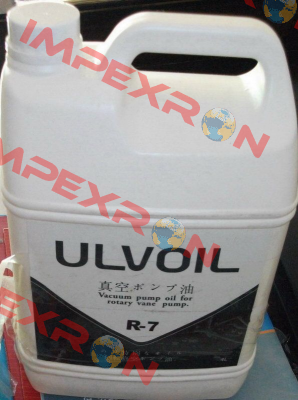 IMPEXRON
IMPEXRON
IMPEXRON
ULVOIL
真空ポンプ油
Vacuum pump oil for
rotary vane pump.
R-7